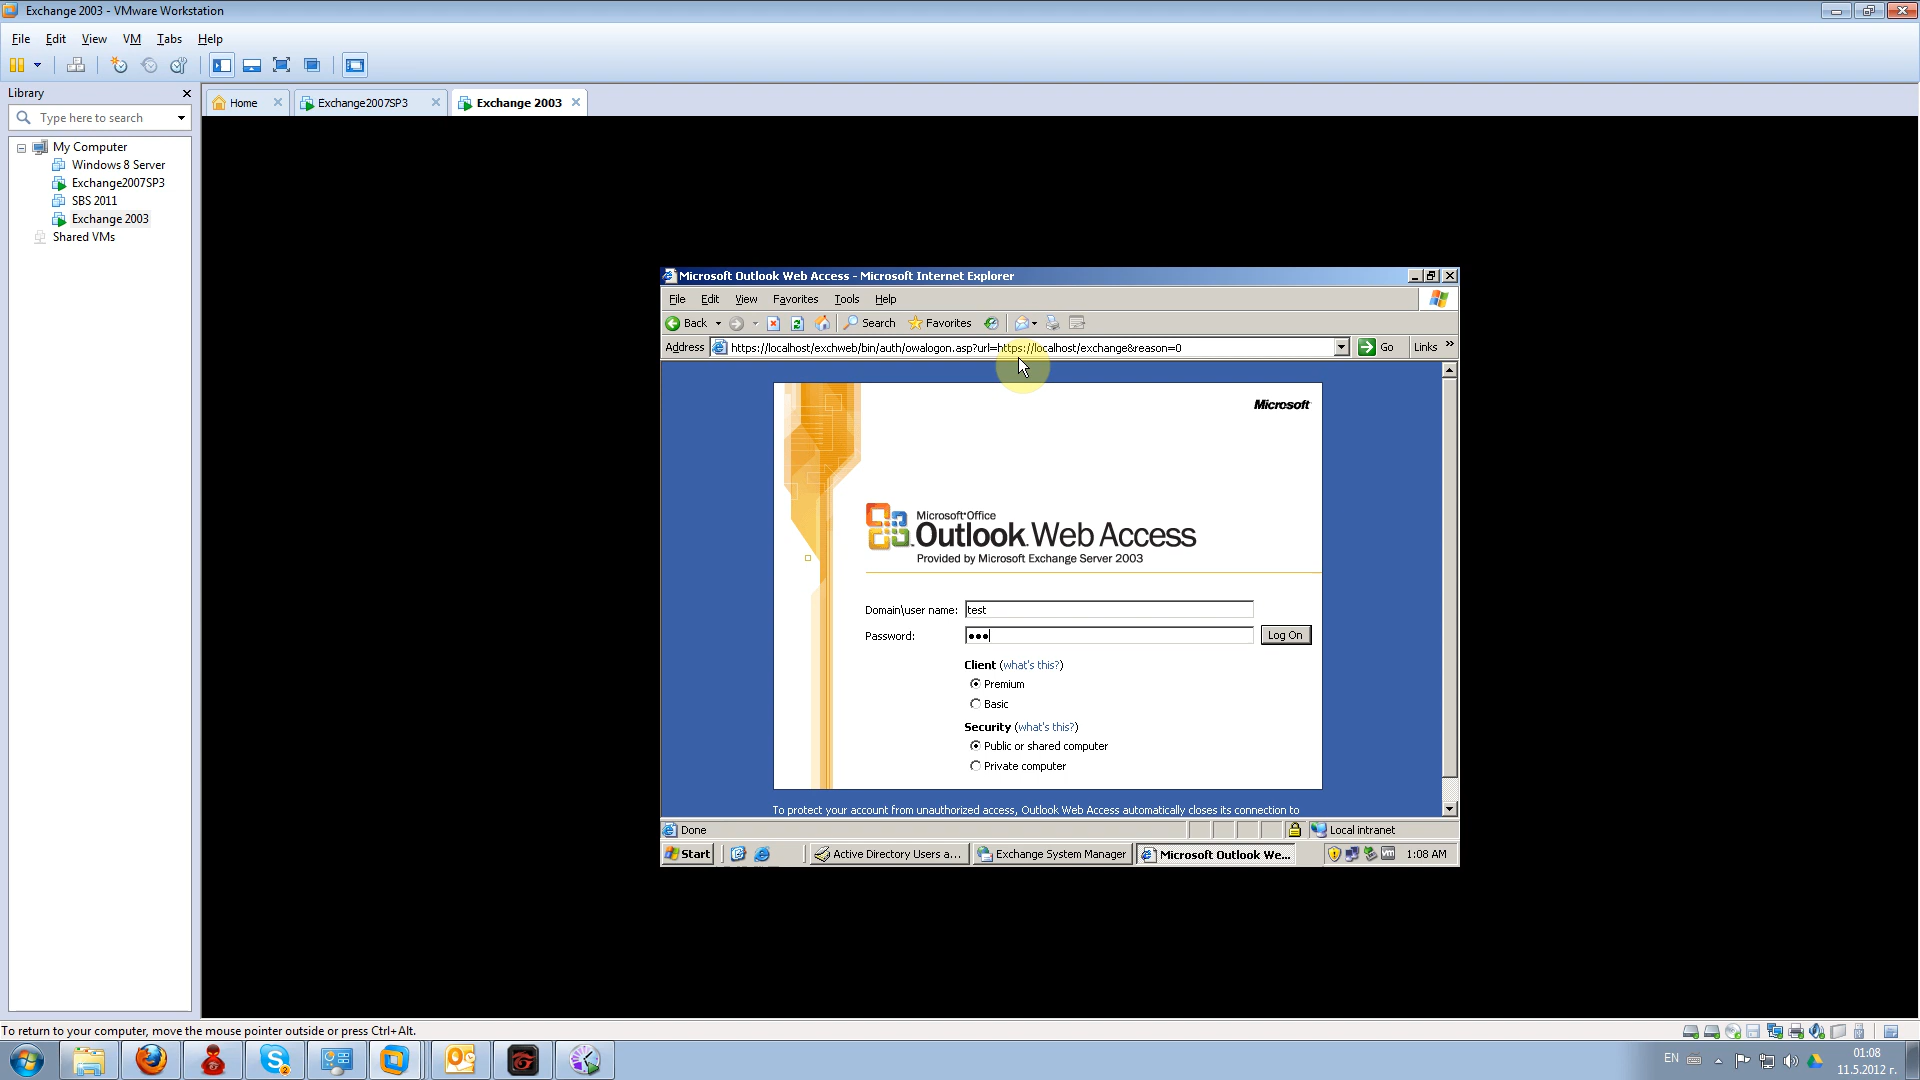 Exchange 2003 - VMware Workstation
File Edit View VM Tabs Help
Library
Type here to search
My Computer
Windows 8 Server
Exchange2007SP3
SBS 2011
Exchange 2003
Shared VMs
Home Exchange2007SP3 Exchange 2003
Microsoft Outlook Web Access - Microsoft Internet Explorer
File Edit View Favorites Tools Help
Back Search Favorites
Address https://localhost/exchweb/bin/auth/owalogon.asp?url=https://localhost/exchange&reason=0 Go Links »
Microsoft
Microsoft Office
Outlook Web Access
Provided by Microsoft Exchange Server 2003
Domain\user name: test
Password: ●●● Log On
Client (what's this?)
Premium
Basic
Security (what's this?)
Public or shared computer
Private computer
To protect your account from unauthorized access, Outlook Web Access automatically closes its connection to
Done Local intranet
Start Active Directory Users a... Exchange System Manager Microsoft Outlook We... vm 1:08 AM
To return to your computer, move the mouse pointer outside or press Ctrl+Alt.
2
EN 01:08
11.5.2012 г.